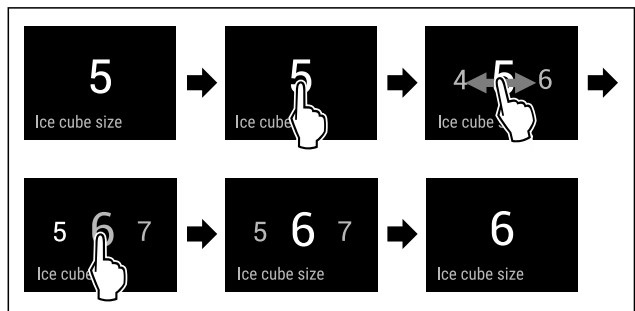 5
Ice cube size
5
Ice cub
4 5 6
Ice cube s
5 6 7
Ice cube
5 6 7
Ice cube size
6
Ice cube size